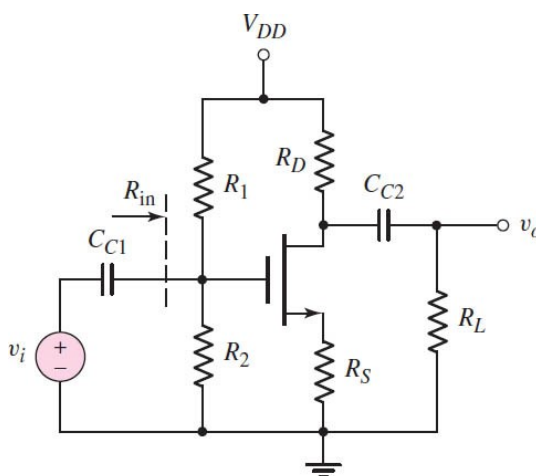 V_DD
R_D
R_in
R_1
C_C2
C_C1
v_o
R_L
v_i
+
−
R_2
R_S